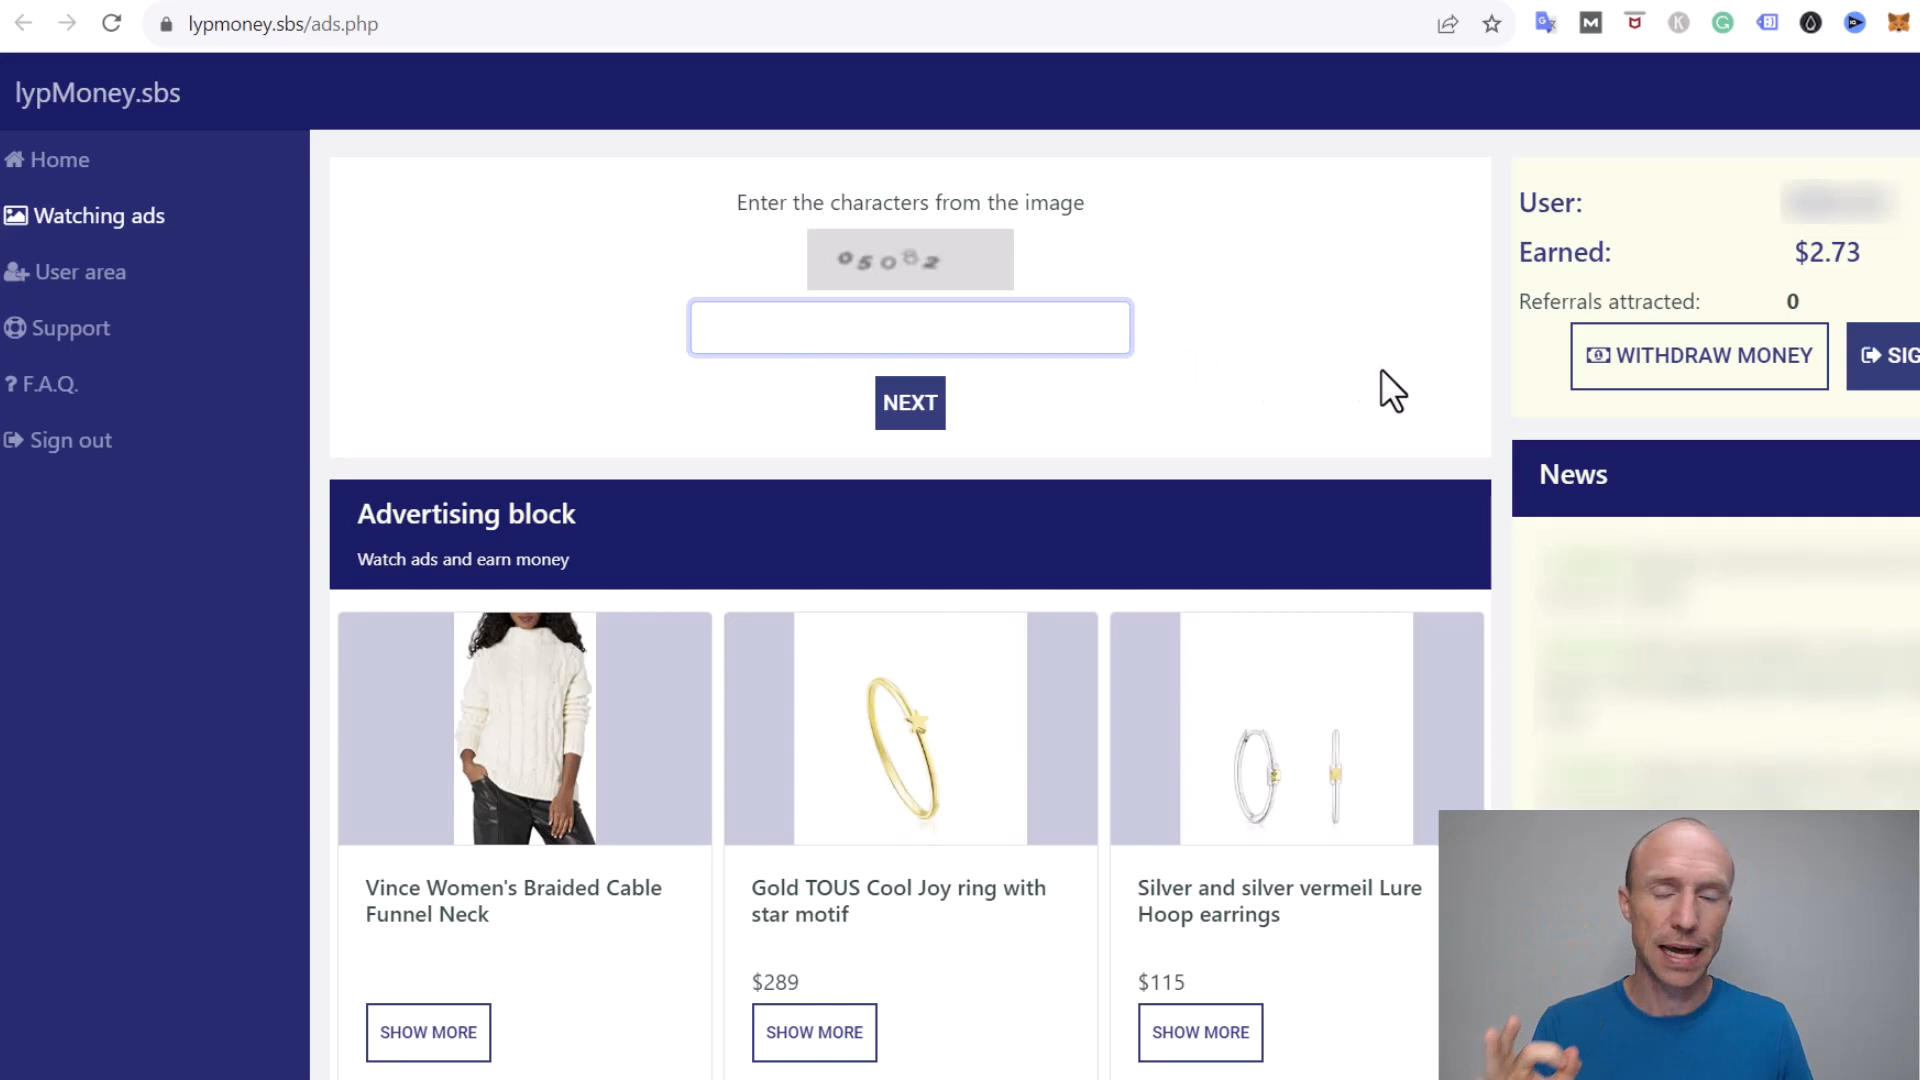 lypmoney.sbs/ads.php
lypMoney.sbs
Home
Watching ads
User area
Support
? F.A.Q.
Sign out
Enter the characters from the image
05082
NEXT
User:
Earned: $2.73
Referrals attracted: 0
WITHDRAW MONEY
SIG
News
Advertising block
Watch ads and earn money
Vince Women's Braided Cable
Funnel Neck
SHOW MORE
Gold TOUS Cool Joy ring with
star motif
$289
SHOW MORE
Silver and silver vermeil Lure
Hoop earrings
$115
SHOW MORE